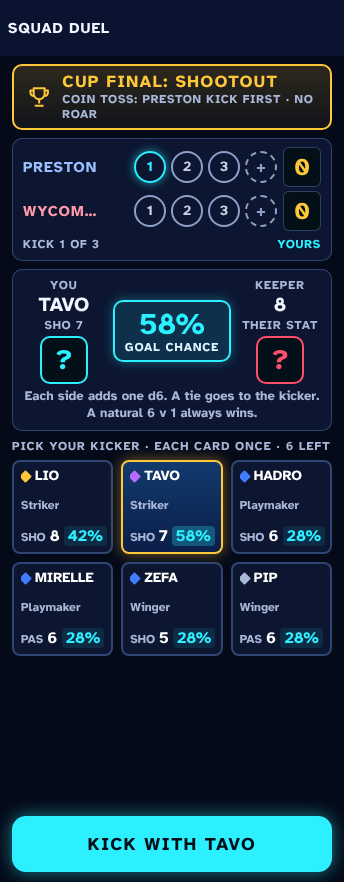 SQUAD DUEL
CUP FINAL: SHOOTOUT
COIN TOSS: PRESTON KICK FIRST · NO
ROAR
PRESTON 1 2 3 + 0
WYCOM... 1 2 3 + 0
KICK 1 OF 3 YOURS
YOU
TAVO
SHO 7
?
58%
GOAL CHANCE
KEEPER
8
THEIR STAT
?
Each side adds one d6. A tie goes to the kicker.
A natural 6 v 1 always wins.
PICK YOUR KICKER · EACH CARD ONCE · 6 LEFT
LIO
Striker
SHO 8 42%
TAVO
Striker
SHO 7 58%
HADRO
Playmaker
SHO 6 28%
MIRELLE
Playmaker
PAS 6 28%
ZEFA
Winger
SHO 5 28%
PIP
Winger
PAS 6 28%
KICK WITH TAVO